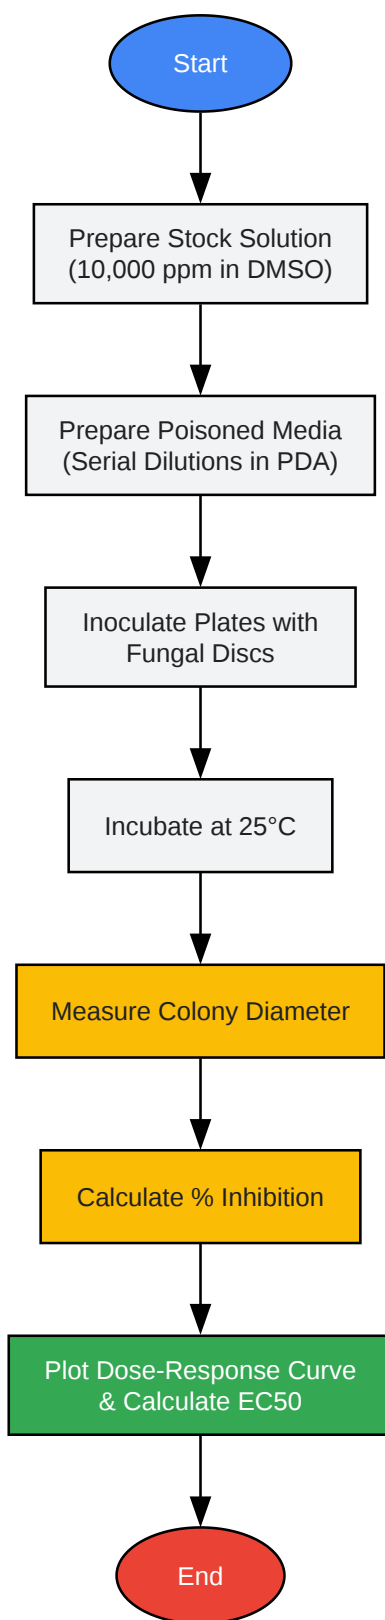 Start
Prepare Stock Solution
(10,000 ppm in DMSO)
Prepare Poisoned Media
(Serial Dilutions in PDA)
Inoculate Plates with
Fungal Discs
Incubate at 25°C
Measure Colony Diameter
Calculate % Inhibition
Plot Dose-Response Curve
& Calculate EC50
End